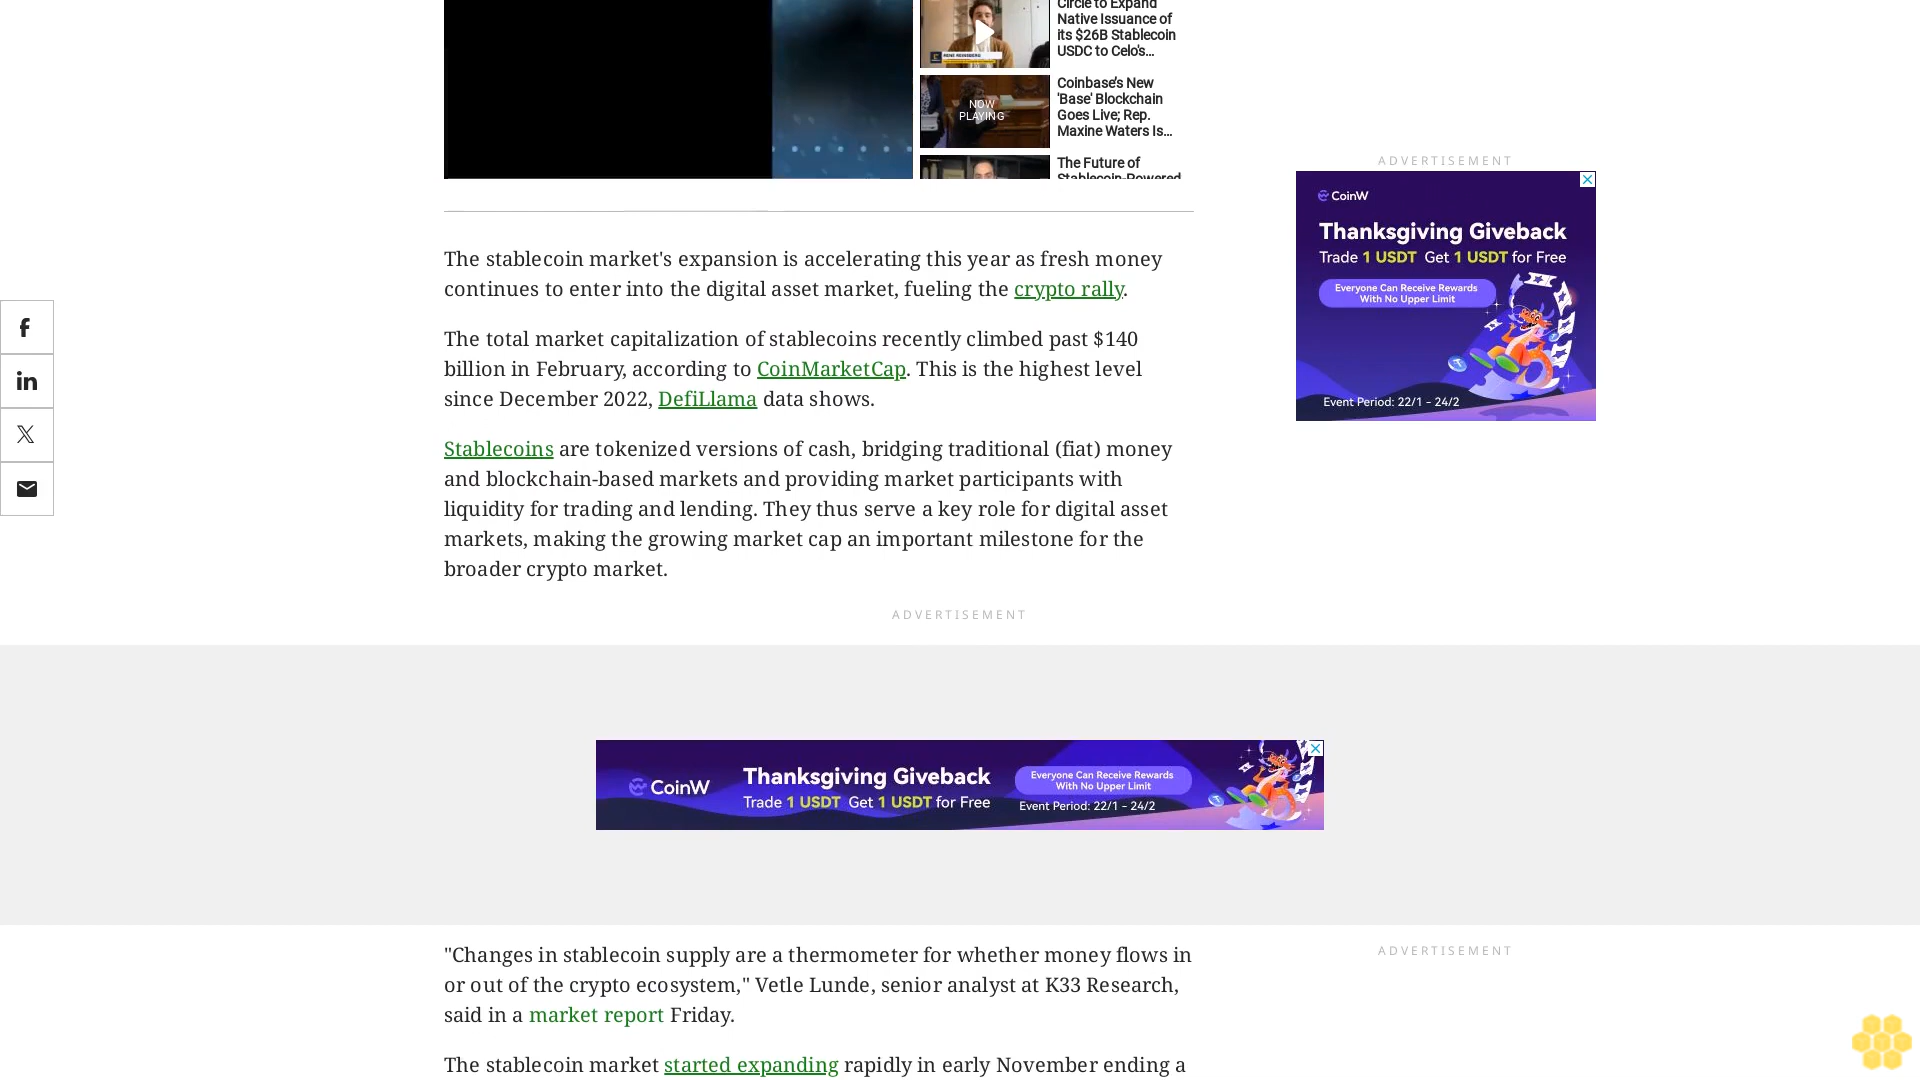 Circle to Expand
Native Issuance of
its $26B Stablecoin
USDC to Celo's...
NOW
PLAYING
Coinbase's New
'Base' Blockchain
Goes Live; Rep.
Maxine Waters Is...
The Future of
Stablecoin-Powered
ADVERTISEMENT
CoinW
Thanksgiving Giveback
Trade 1 USDT Get 1 USDT for Free
Everyone Can Receive Rewards
With No Upper Limit
Event Period: 22/1 - 24/2
The stablecoin market's expansion is accelerating this year as fresh money
continues to enter into the digital asset market, fueling the crypto rally.
The total market capitalization of stablecoins recently climbed past $140
billion in February, according to CoinMarketCap. This is the highest level
since December 2022, DefiLlama data shows.
Stablecoins are tokenized versions of cash, bridging traditional (fiat) money
and blockchain-based markets and providing market participants with
liquidity for trading and lending. They thus serve a key role for digital asset
markets, making the growing market cap an important milestone for the
broader crypto market.
ADVERTISEMENT
CoinW
Thanksgiving Giveback
Trade 1 USDT Get 1 USDT for Free
Everyone Can Receive Rewards
With No Upper Limit
Event Period: 22/1 - 24/2
"Changes in stablecoin supply are a thermometer for whether money flows in
or out of the crypto ecosystem," Vetle Lunde, senior analyst at K33 Research,
said in a market report Friday.
ADVERTISEMENT
The stablecoin market started expanding rapidly in early November ending a